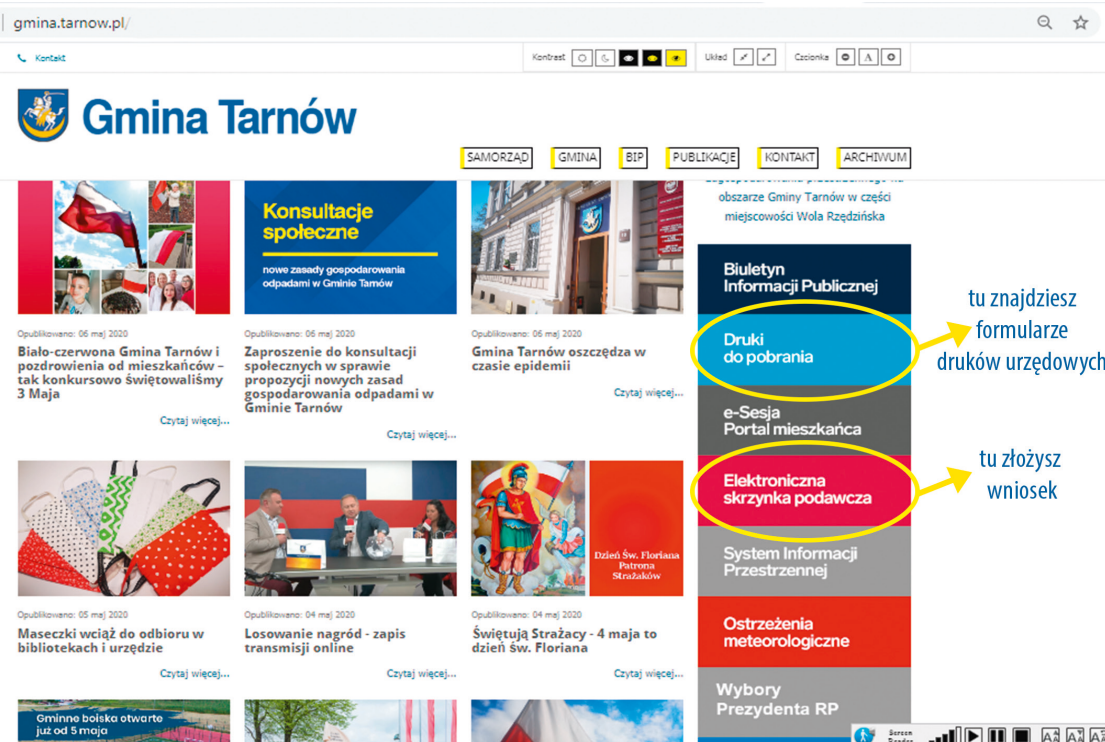 gmina.tarnow.pl/
Kontakt
Kontrast
Układ
Czcionka
A
Gmina Tarnów
SAMORZĄD
GMINA
BIP
PUBLIKACJE
KONTAKT
ARCHIWUM
obszarze Gminy Tarnów w części
miejscowości Wola Rzędzińska
Konsultacje
społeczne
nowe zasady gospodarowania
odpadami w Gminie Tarnów
Opublikowano: 06 maj 2020
Biało-czerwona Gmina Tarnów i
pozdrowienia od mieszkańców –
tak konkursowo świętowaliśmy
3 Maja
Czytaj więcej...
Opublikowano: 06 maj 2020
Zaproszenie do konsultacji
społecznych w sprawie
propozycji nowych zasad
gospodarowania odpadami w
Gminie Tarnów
Czytaj więcej...
Opublikowano: 06 maj 2020
Gmina Tarnów oszczędza w
czasie epidemii
Czytaj więcej...
Dzień Św. Floriana
Patrona
Strażaków
Opublikowano: 05 maj 2020
Maseczki wciąż do odbioru w
bibliotekach i urzędzie
Czytaj więcej...
Opublikowano: 04 maj 2020
Losowanie nagród - zapis
transmisji online
Czytaj więcej...
Opublikowano: 04 maj 2020
Świętują Strażacy - 4 maja to
dzień św. Floriana
Czytaj więcej...
Gminne boiska otwarte
już od 5 maja
Biuletyn
Informacji Publicznej
Druki
do pobrania
e-Sesja
Portal mieszkańca
Elektroniczna
skrzynka podawcza
System Informacji
Przestrzennej
Ostrzeżenia
meteorologiczne
Wybory
Prezydenta RP
tu znajdziesz
formularze
druków urzędowych
tu złożysz
wniosek
Screen
Reader